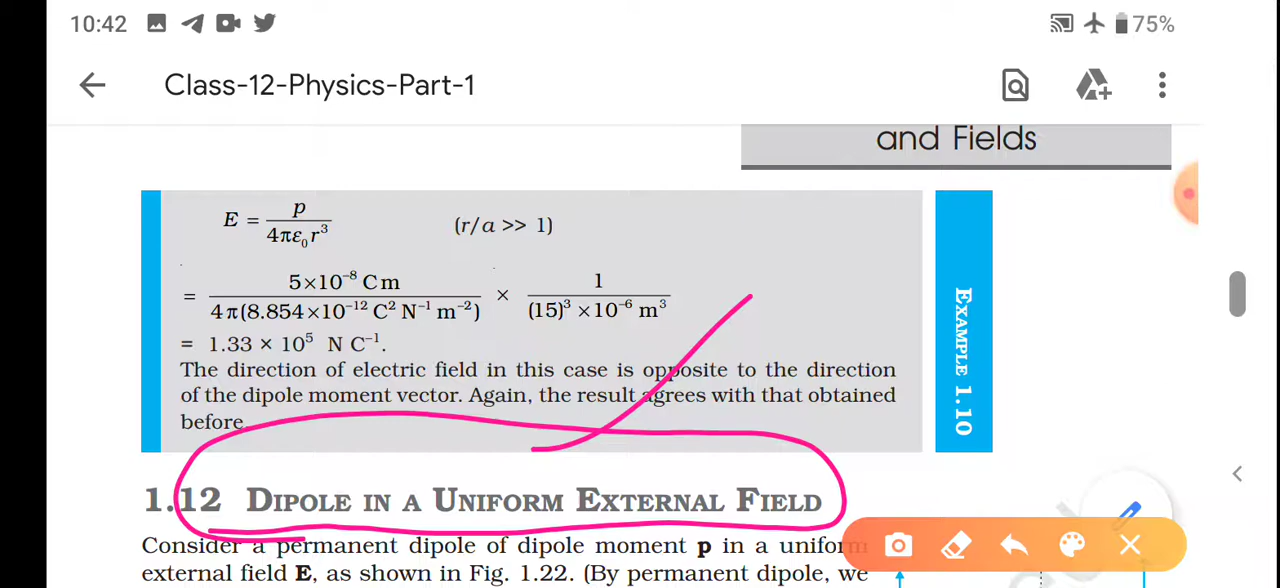 10:42 75%
Class-12-Physics-Part-1
and Fields
E = p / 4πε₀r³ (r/a >> 1)
= 5×10⁻⁸ C m / 4π(8.854×10⁻¹² C² N⁻¹ m⁻²) × 1 / (15)³ ×10⁻⁶ m³
= 1.33 × 10⁵ N C⁻¹.
The direction of electric field in this case is opposite to the direction
of the dipole moment vector. Again, the result agrees with that obtained
before.
EXAMPLE 1.10
1.12 DIPOLE IN A UNIFORM EXTERNAL FIELD
Consider a permanent dipole of dipole moment p in a uniform
external field E, as shown in Fig. 1.22. (By permanent dipole, we